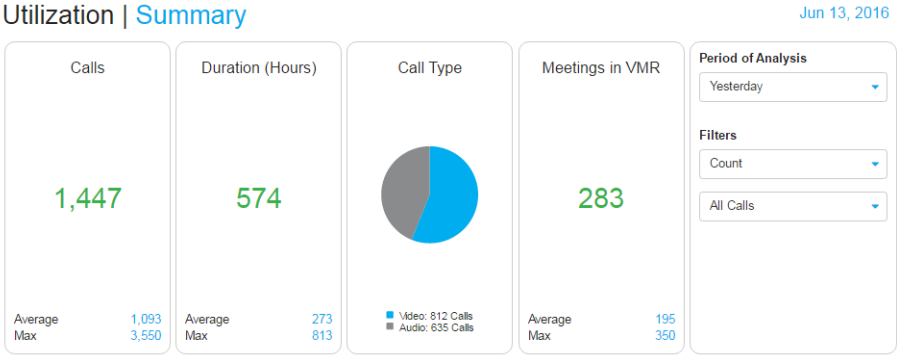 Utilization | Summary
Jun 13, 2016
Calls
1,447
Average 1,093
Max 3,550
Duration (Hours)
574
Average 273
Max 813
Call Type
Video: 812 Calls
Audio: 635 Calls
Meetings in VMR
283
Average 195
Max 350
Period of Analysis
Yesterday
Filters
Count
All Calls